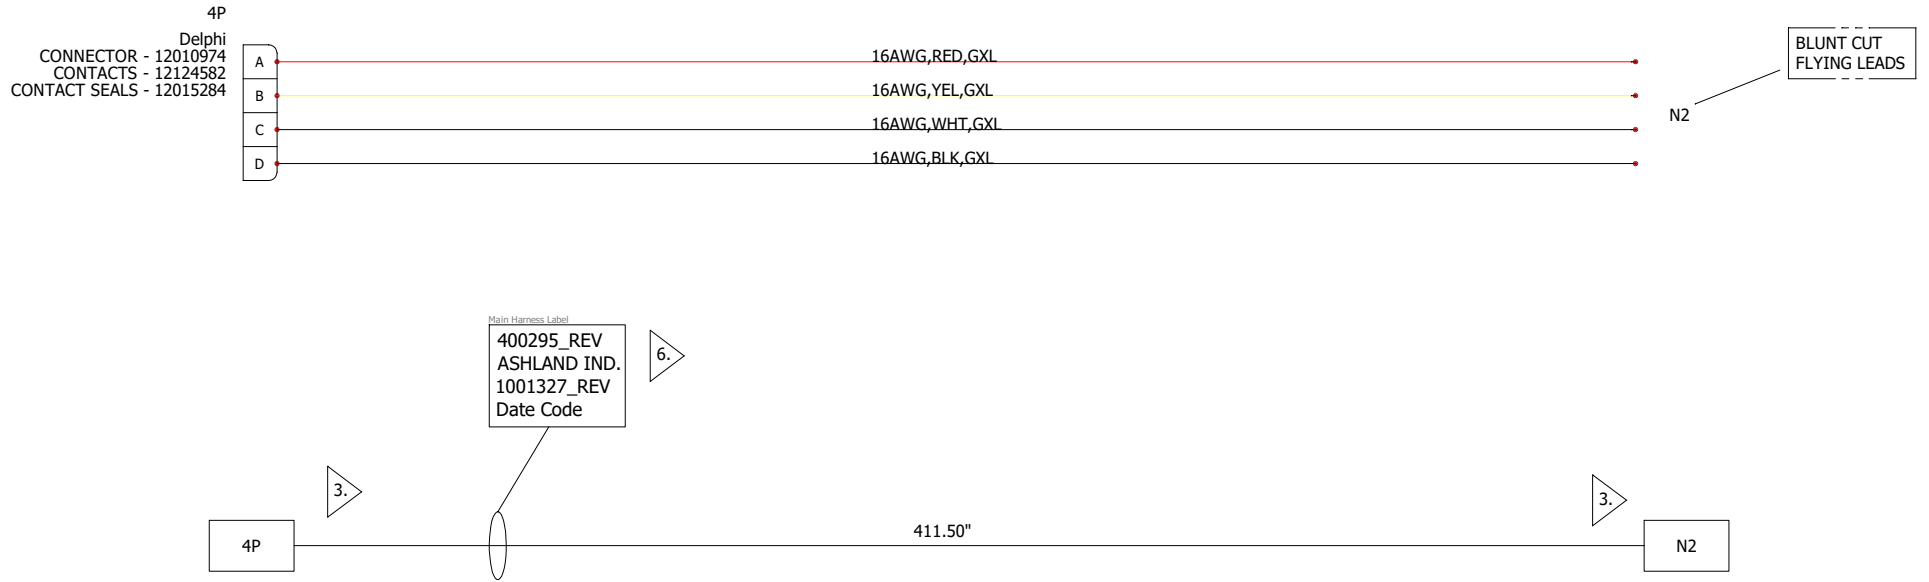 4P
Delphi
CONNECTOR - 12010974
CONTACTS - 12124582
CONTACT SEALS - 12015284
A
B
C
D
16AWG,RED,GXL
16AWG,YEL,GXL
16AWG,WHT,GXL
16AWG,BLK,GXL
N2
BLUNT CUT
FLYING LEADS
Main Harness Label
400295_REV
ASHLAND IND.
1001327_REV
Date Code
6.
3.
3.
4P
411.50"
N2